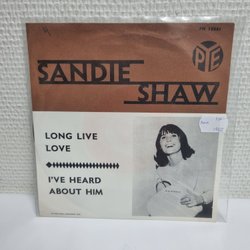 PYE
SANDIE
SHAW
LONG LIVE
LOVE
I'VE HEARD
ABOUT HIM